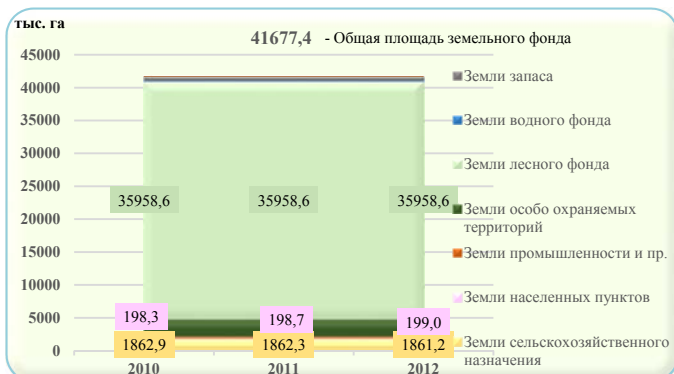 тыс. га
41677,4 - Общая площадь земельного фонда
45000
40000
35000
30000
25000
20000
15000
10000
5000
0
35958,6 35958,6 35958,6
198,3 198,7 199,0
1862,9 1862,3 1861,2
2010 2011 2012
Земли запаса
Земли водного фонда
Земли лесного фонда
Земли особо охраняемых
территорий
Земли промышленности и пр.
Земли населенных пунктов
Земли сельскохозяйственного
назначения